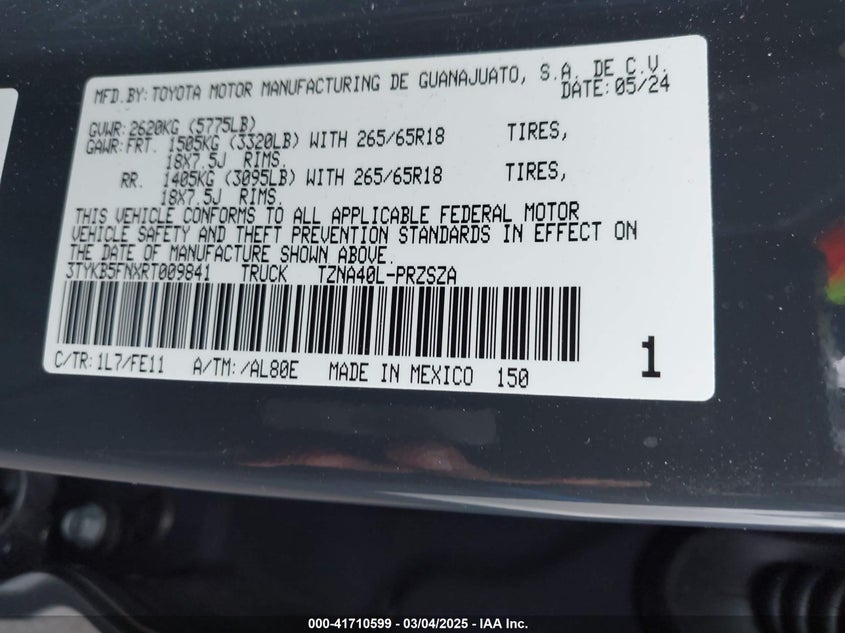 MFD.BY:TOYOTA MOTOR MANUFACTURING DE GUANAJUATO, S.A. DE C.V.
DATE:05/24
GVWR:2620KG (5775LB)
GAWR:FRT. 1505KG (3320LB) WITH 265/65R18 TIRES,
18X7.5J RIMS.
RR. 1405KG (3095LB) WITH 265/65R18 TIRES,
18X7.5J RIMS.
THIS VEHICLE CONFORMS TO ALL APPLICABLE FEDERAL MOTOR
VEHICLE SAFETY AND THEFT PREVENTION STANDARDS IN EFFECT ON
THE DATE OF MANUFACTURE SHOWN ABOVE.
3TYKB5FNXRT009841 TRUCK TZNA40L-PRZSZA
C/TR:1L7/FE11 A/TM:/AL80E MADE IN MEXICO 150
1
000-41710599 - 03/04/2025 - IAA Inc.